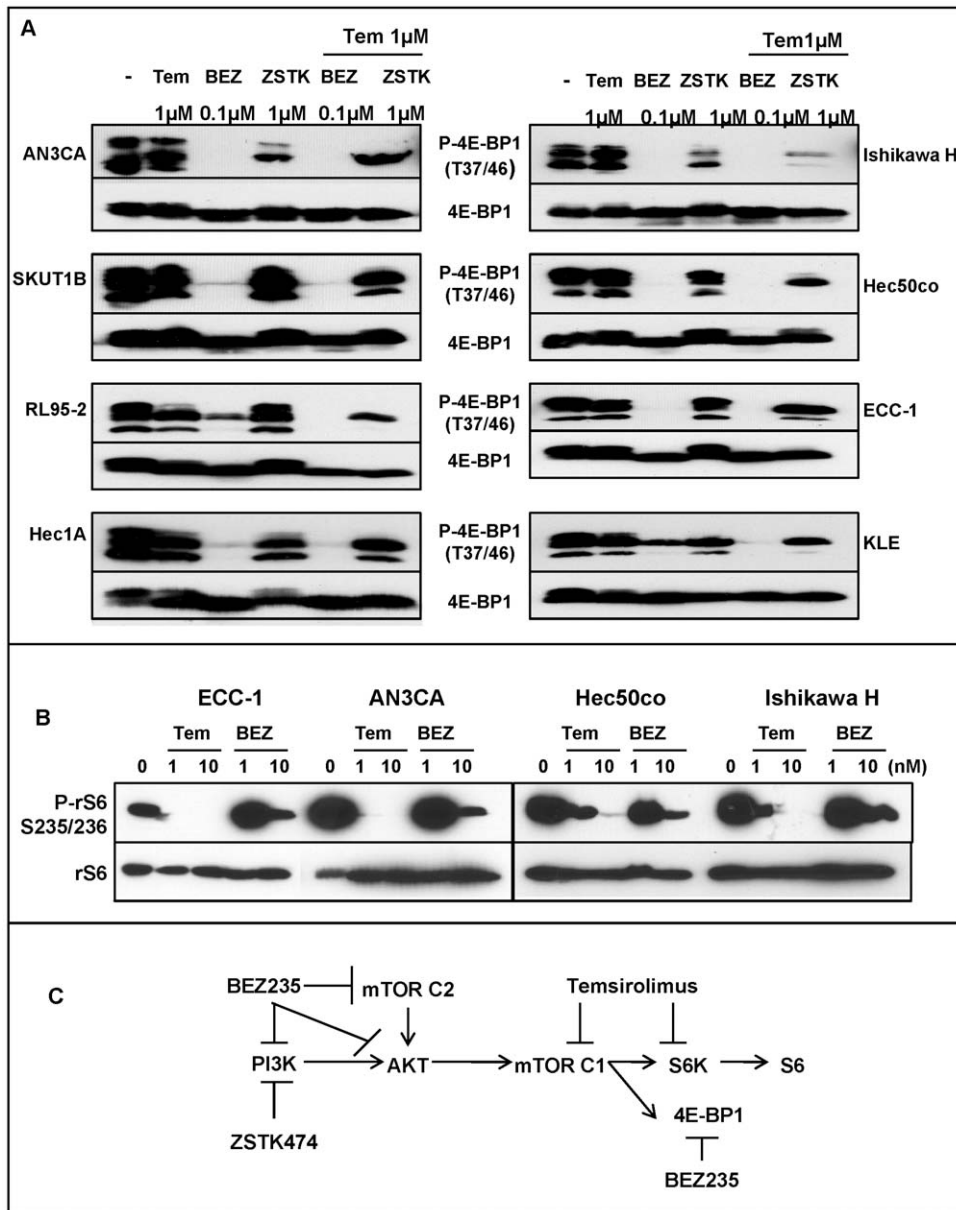 A
Tem 1µM
- Tem BEZ ZSTK BEZ ZSTK
1µM 0.1µM 1µM 0.1µM 1µM
Tem1µM
- Tem BEZ ZSTK BEZ ZSTK
1µM 0.1µM 1µM 0.1µM 1µM
AN3CA
P-4E-BP1
(T37/46)
4E-BP1
Ishikawa H
SKUT1B
P-4E-BP1
(T37/46)
4E-BP1
Hec50co
RL95-2
P-4E-BP1
(T37/46)
4E-BP1
ECC-1
Hec1A
P-4E-BP1
(T37/46)
4E-BP1
KLE
B
ECC-1 AN3CA Hec50co Ishikawa H
Tem BEZ Tem BEZ Tem BEZ Tem BEZ
0 1 10 1 10 0 1 10 1 10 0 1 10 1 10 0 1 10 1 10 (nM)
P-rS6
S235/236
rS6
C
BEZ235 mTOR C2 Temsirolimus
PI3K AKT mTOR C1 S6K S6
4E-BP1
ZSTK474
BEZ235